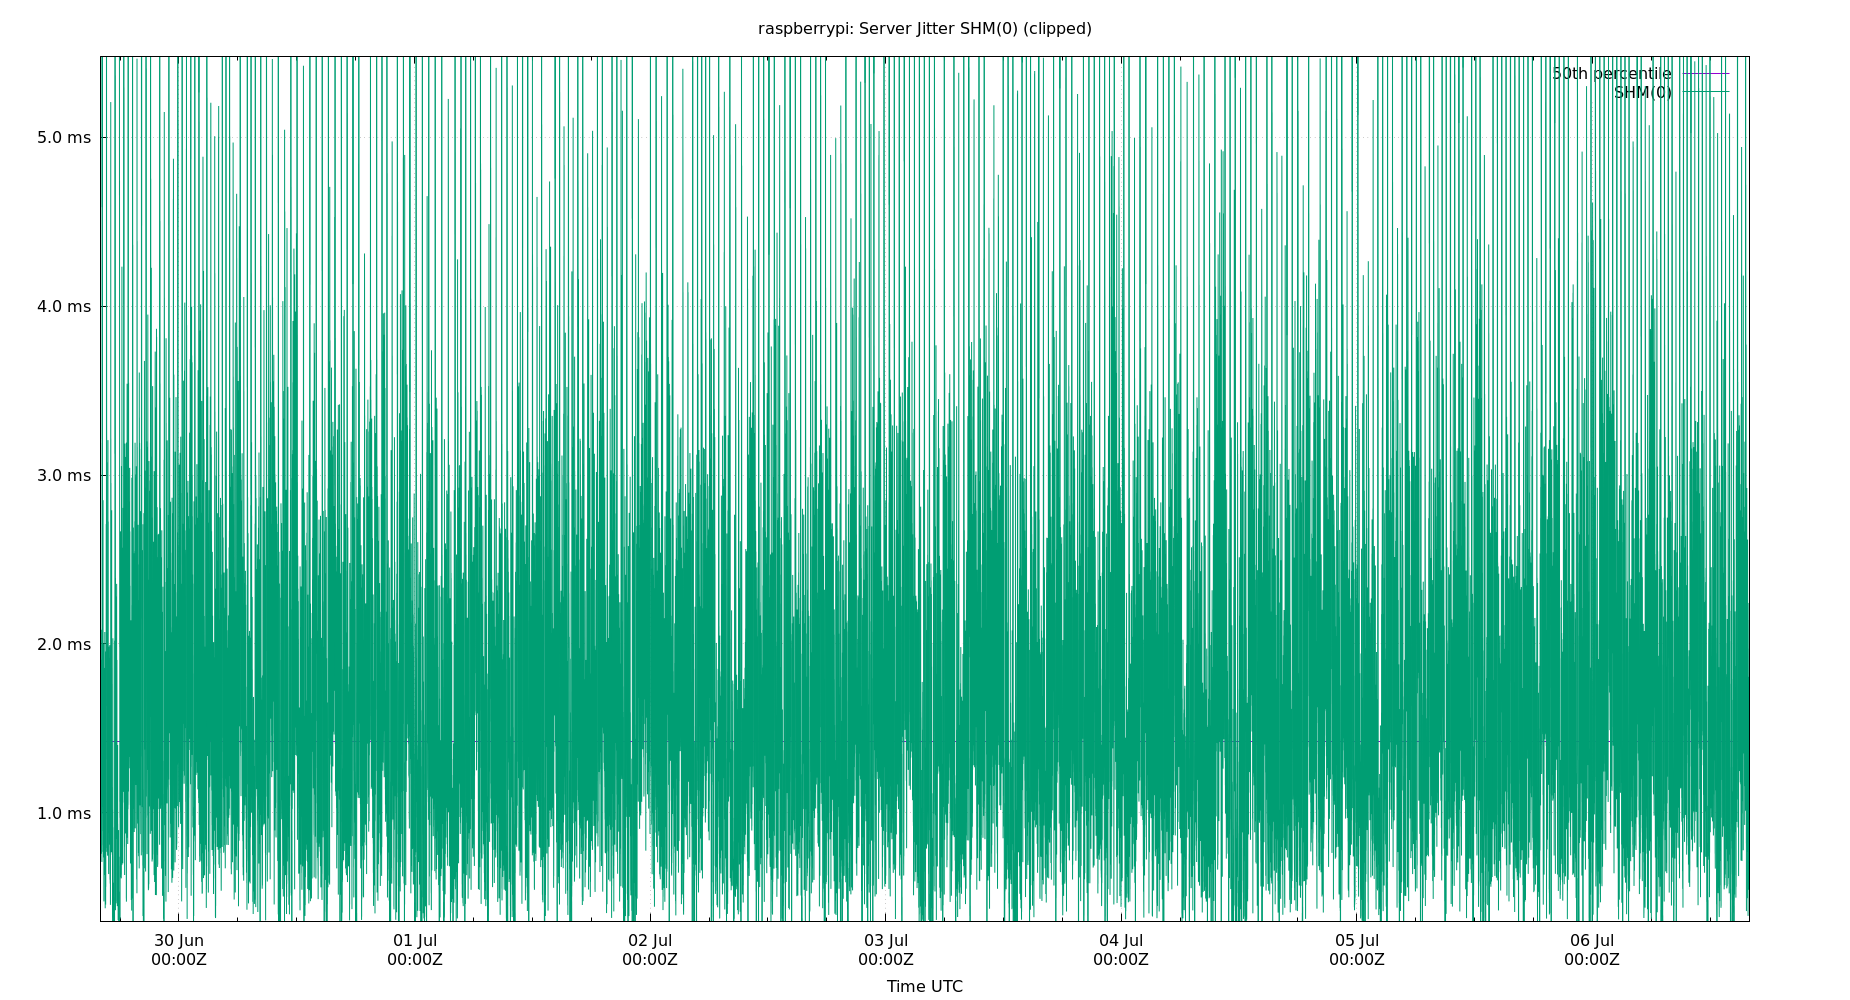 raspberrypi: Server Jitter SHM(0) (clipped)
50th percentile
SHM(0)
5.0 ms
4.0 ms
3.0 ms
2.0 ms
1.0 ms
30 Jun 01 Jul 02 Jul 03 Jul 04 Jul 05 Jul 06 Jul
00:00Z 00:00Z 00:00Z 00:00Z 00:00Z 00:00Z 00:00Z
Time UTC